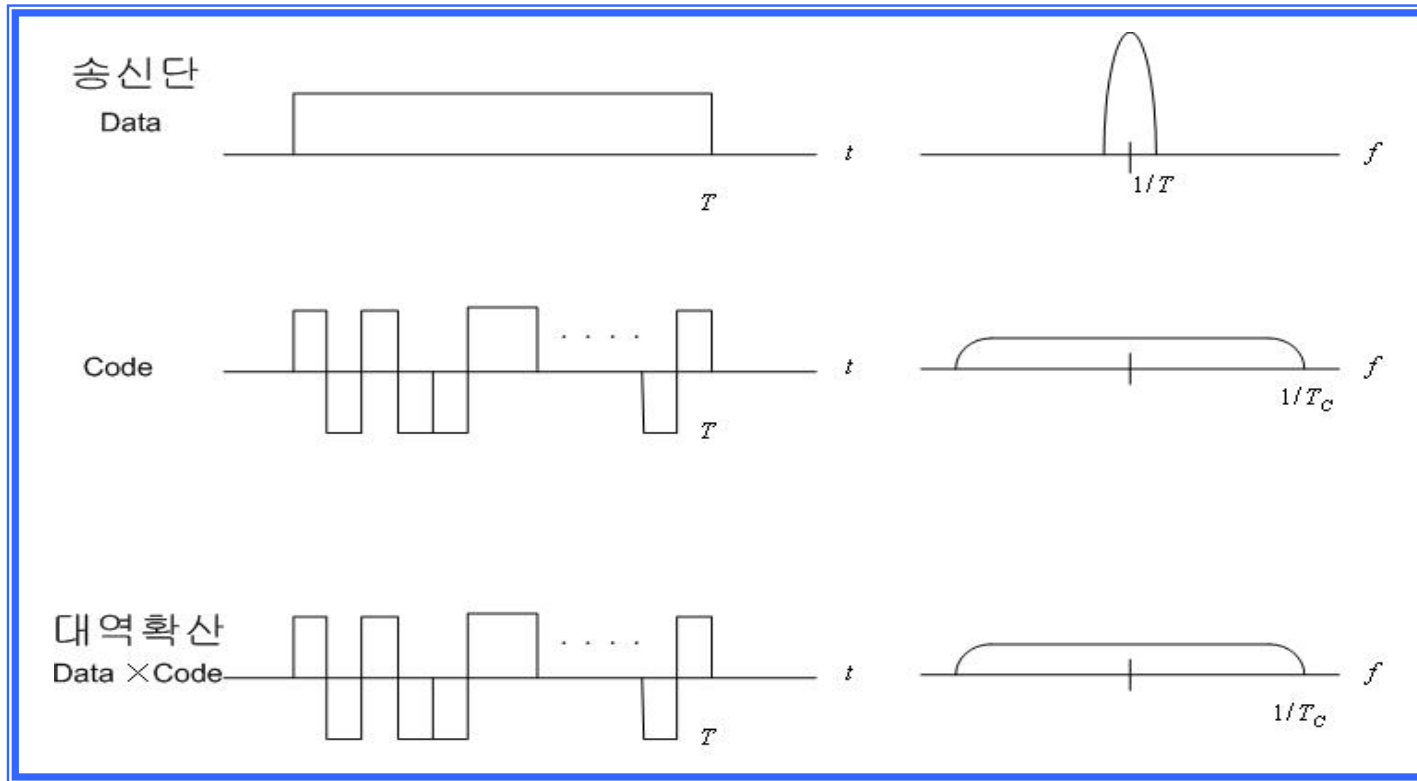 송신단
Data
t
f
T
1/T
Code
t
f
T
1/T_C
대역확산
Data ×Code
t
f
T
1/T_C